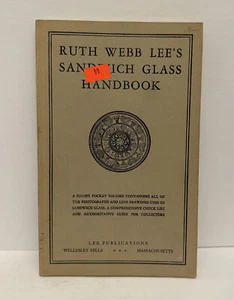 RUTH WEBB LEE'S
SANDWICH GLASS
HANDBOOK
A HANDY POCKET VOLUME CONTAINING ALL OF
THE PHOTOGRAPHS AND LINE DRAWINGS USED IN
SANDWICH GLASS. A COMPREHENSIVE CHECK LIST
AND AUTHORITATIVE GUIDE FOR COLLECTORS
LEE PUBLICATIONS
WELLESLEY HILLS * * * MASSACHUSETTS